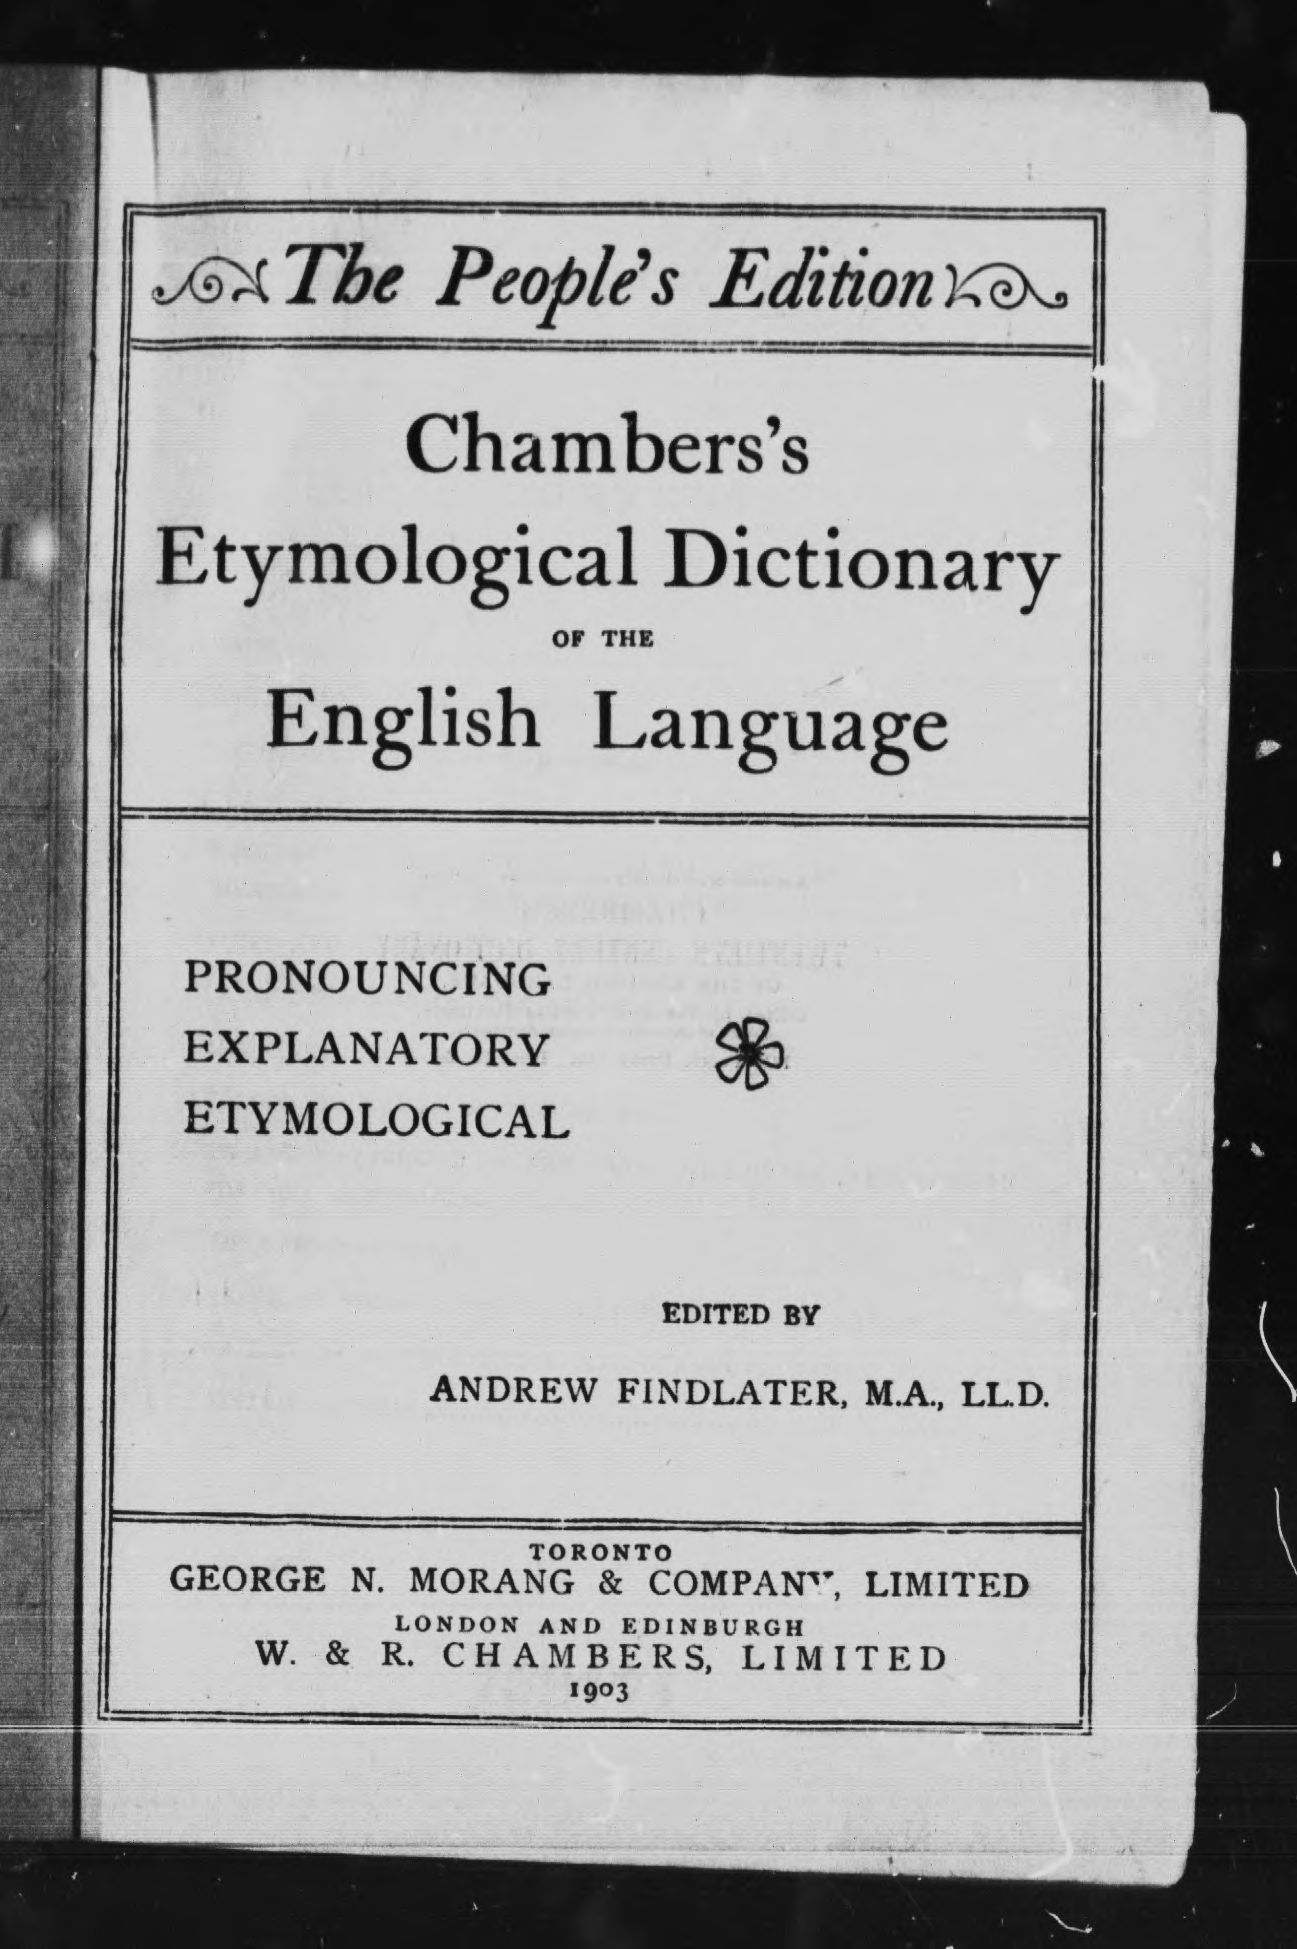 The People's Edition
Chambers's
Etymological Dictionary
OF THE
English Language
PRONOUNCING
EXPLANATORY
ETYMOLOGICAL
EDITED BY
ANDREW FINDLATER, M.A., LL.D.
TORONTO
GEORGE N. MORANG & COMPANY, LIMITED
LONDON AND EDINBURGH
W. & R. CHAMBERS, LIMITED
1903